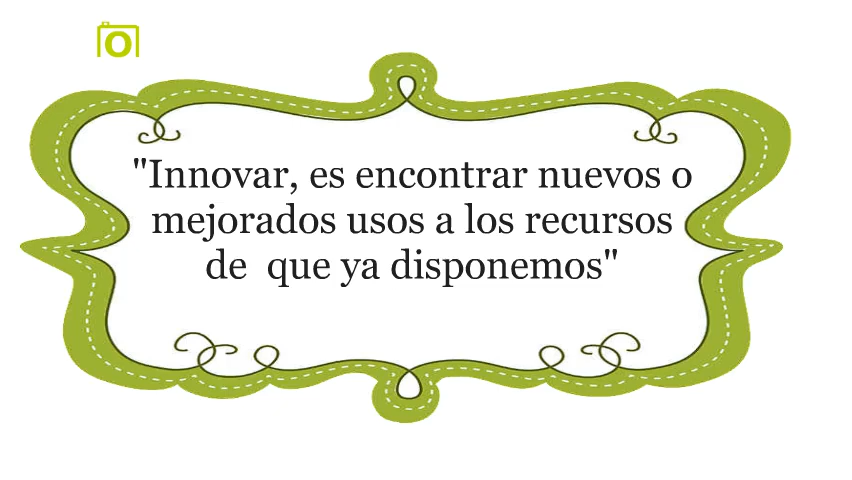 "Innovar, es encontrar nuevos o
mejorados usos a los recursos
de  que ya disponemos"